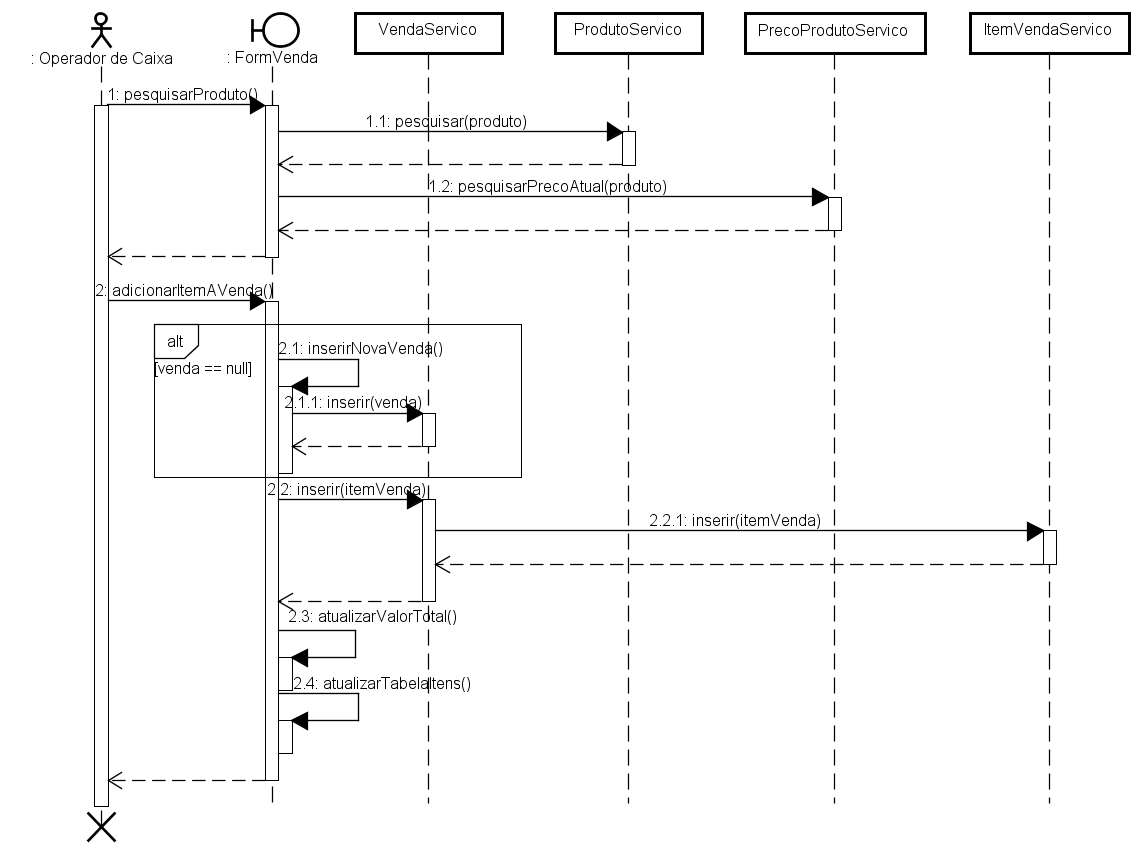 VendaServico
ProdutoServico
PrecoProdutoServico
ItemVendaServico
: Operador de Caixa
: FormVenda
1: pesquisarProduto()
1.1: pesquisar(produto)
1.2: pesquisarPrecoAtual(produto)
2: adicionarItemAVenda()
alt
[venda == null]
2.1: inserirNovaVenda()
2.1.1: inserir(venda)
2.2: inserir(itemVenda)
2.2.1: inserir(itemVenda)
2.3: atualizarValorTotal()
2.4: atualizarTabelaItens()